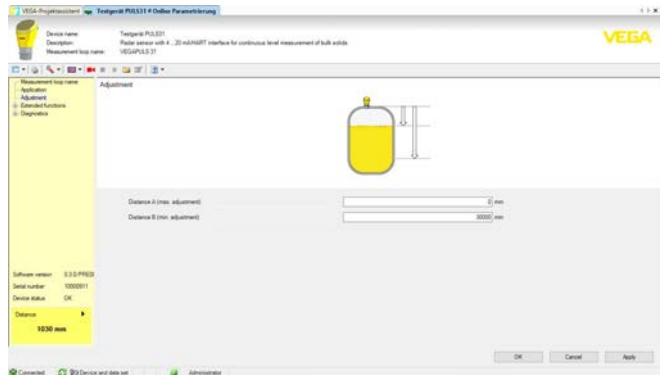 VEGA-Projektassistent Testgerät PULS31 # Online Parametrierung
Device name: Testgerät PULS31
Description: Radar sensor with 4 .. 20 mA/HART interface for continuous level measurement of bulk solids
Measurement loop name: VEGAPULS 31
VEGA
Measurement loop name
Application
Adjustment
Extended functions
Diagnostics
Adjustment
Distance A (max. adjustment) 0 mm
Distance B (min. adjustment) 30000 mm
Software version
Serial number
Device status OK
Distance
1030 mm
OK Cancel Apply
Connected Device and data set Administrator